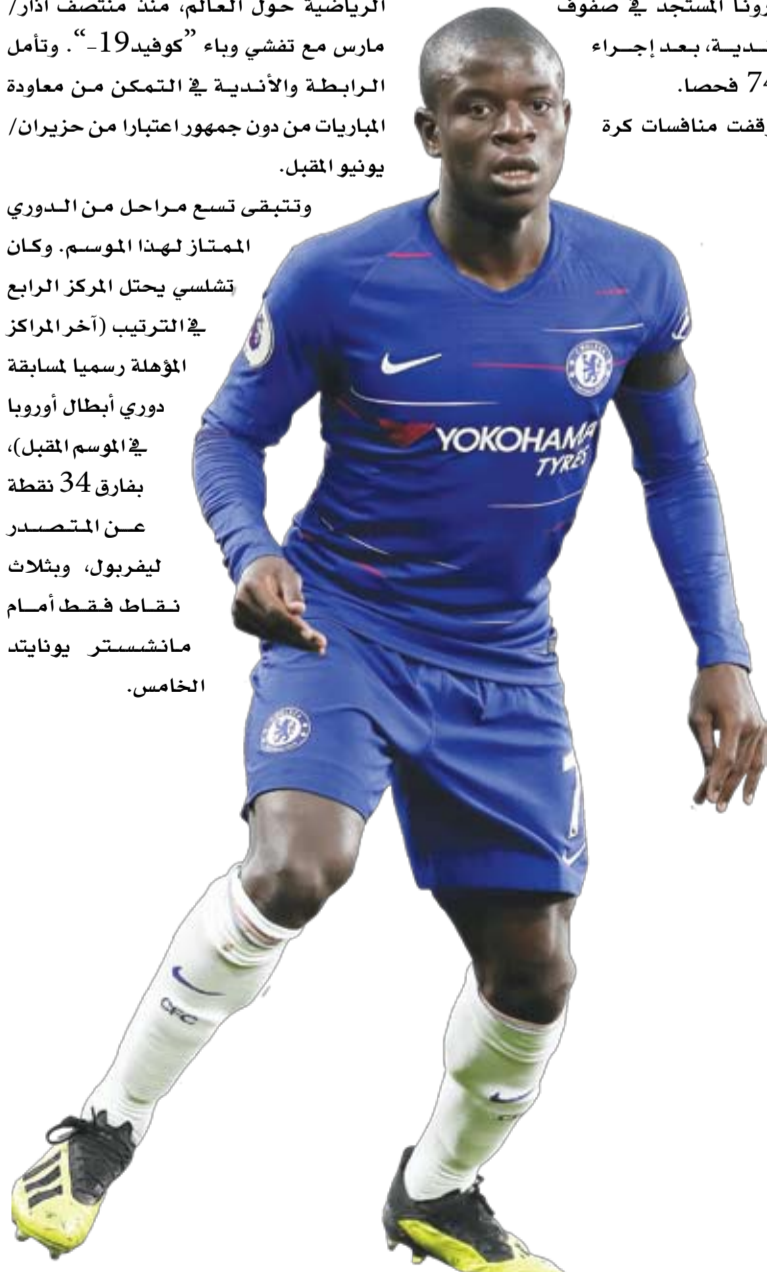 رونا المستجد في صفوف
بعد إجراء
فحصا.
منافسات كرة
الرياضية حول العالم، منذ منتصف آذار/
مارس مع تفشي وباء ”كوفيد19-“. وتأمل
الرابطة والأندية في التمكن من معاودة
المباريات من دون جمهور اعتبارا من حزيران/
يونيو المقبل.
وتتبقى تسع مراحل من الدوري
الممتاز لهذا الموسم. وكان
تشلسي يحتل المركز الرابع
في الترتيب (آخر المراكز
المؤهلة رسميا لمسابقة
دوري أبطال أوروبا
في الموسم المقبل)،
بفارق 34 نقطة
عن المتصدر
ليفربول، وبثلاث
نقاط فقط أمام
مانشستر يونايتد
الخامس.
YOKOHAMA
TYRES
7
CFC